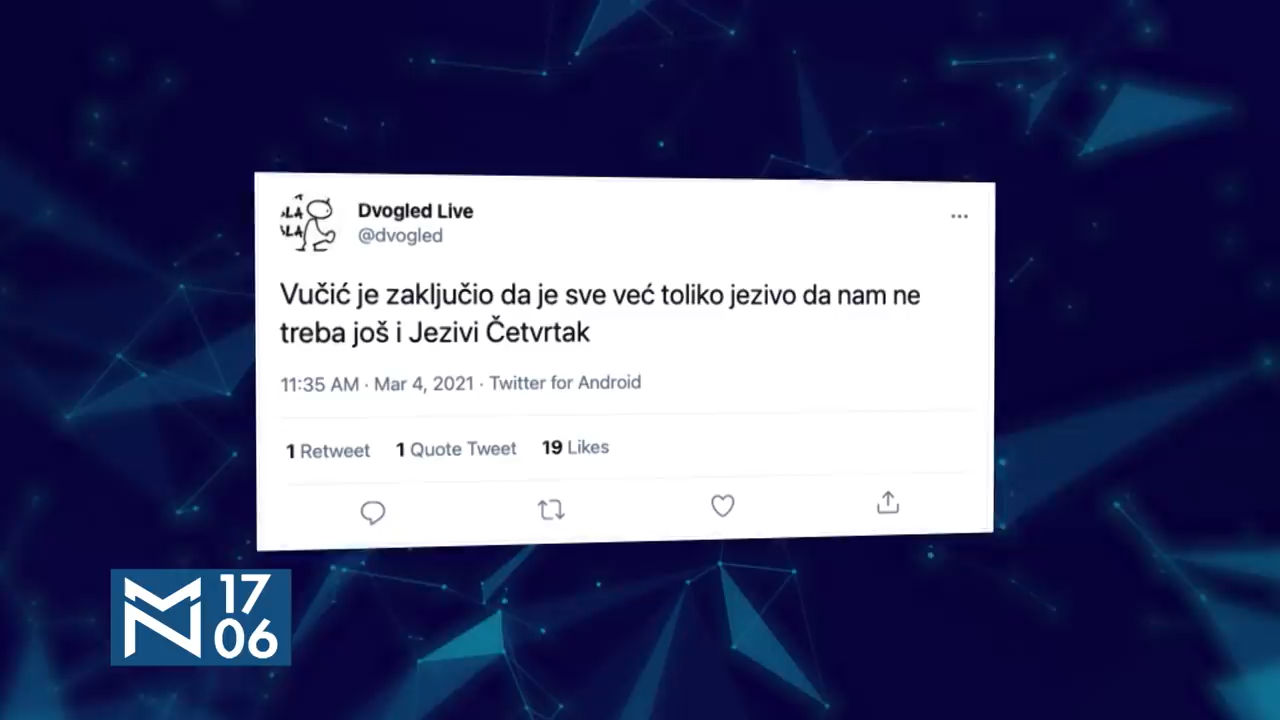 Dvogled Live
@dvogled
Vučić je zaključio da je sve već toliko jezivo da nam ne
treba još i Jezivi Četvrtak
11:35 AM · Mar 4, 2021 · Twitter for Android
1 Retweet 1 Quote Tweet 19 Likes
N 17
06